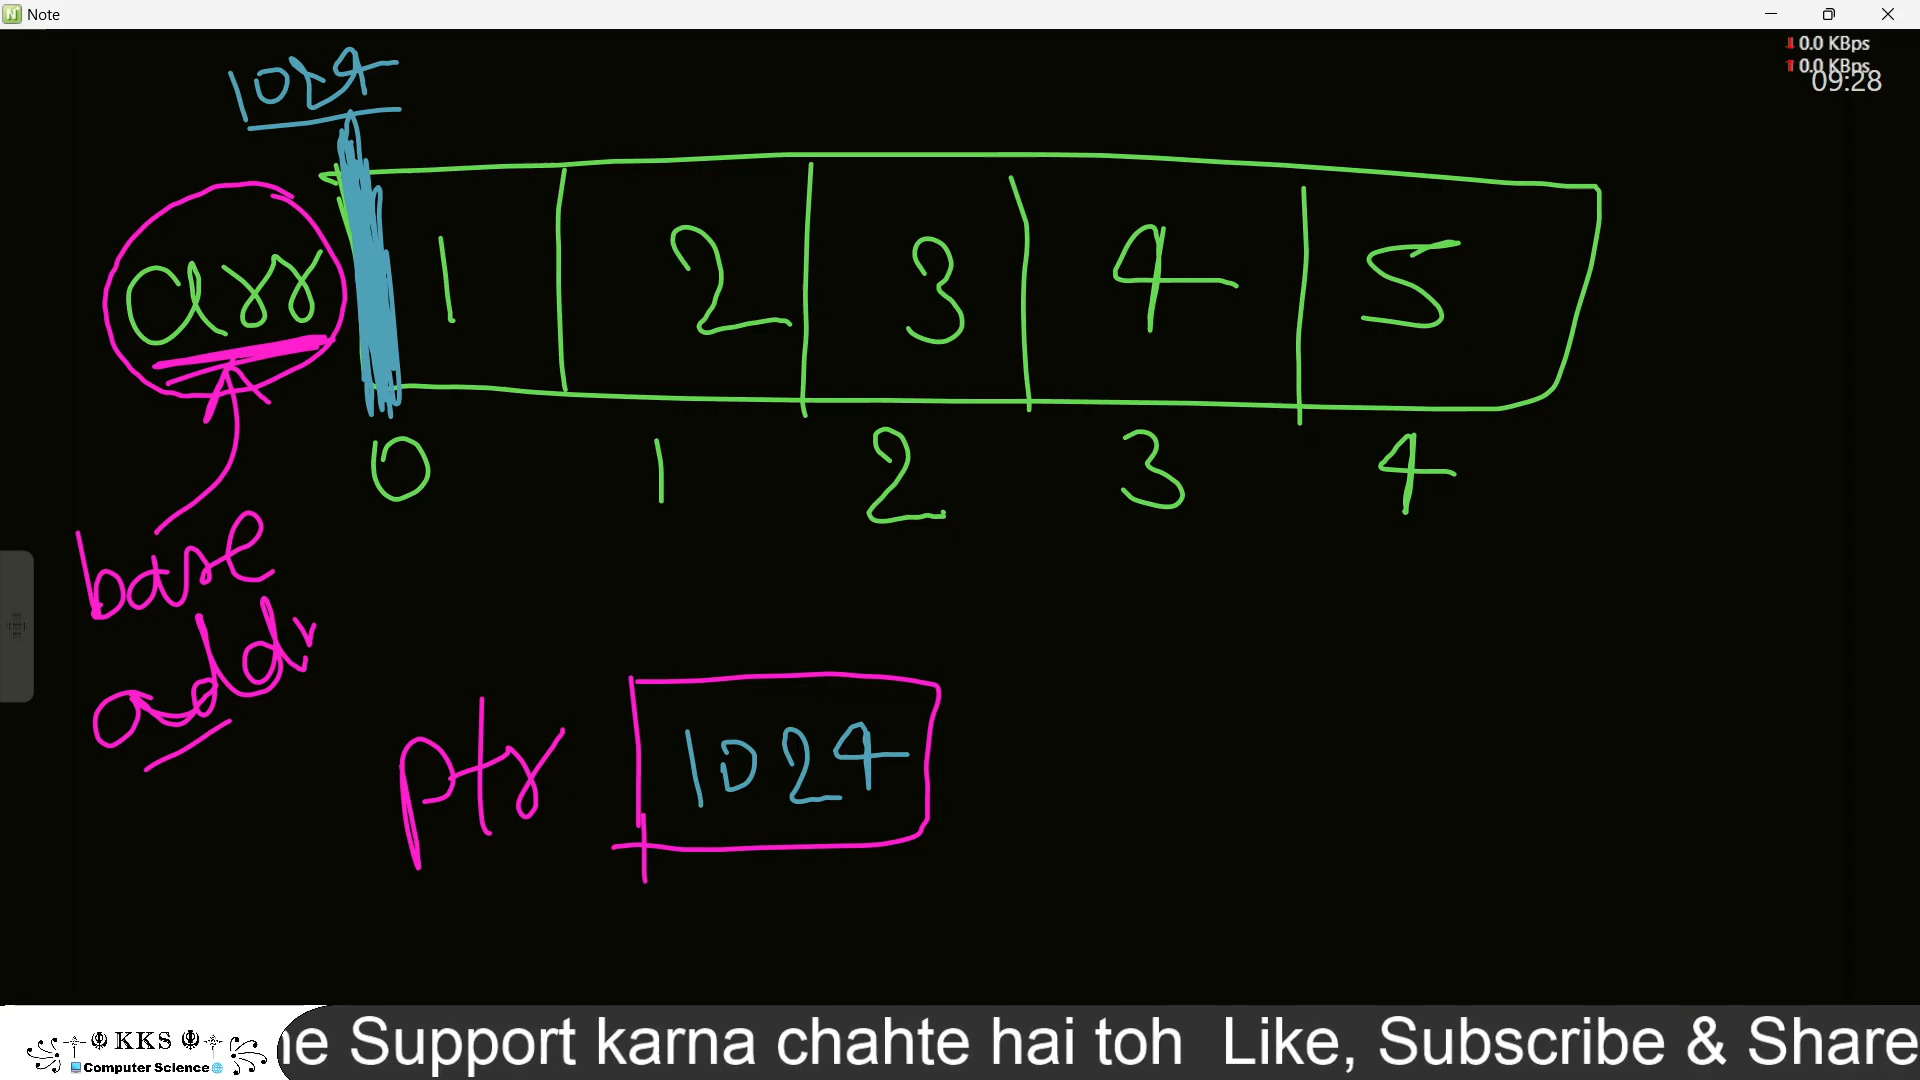 Note
0.0 KBps
0.0 KBps
09:28
1024
arr 1 2 3 4 5
0 1 2 3 4
base
addr
ptr 1024
KKS
Computer Science
ne Support karna chahte hai toh Like, Subscribe & Share